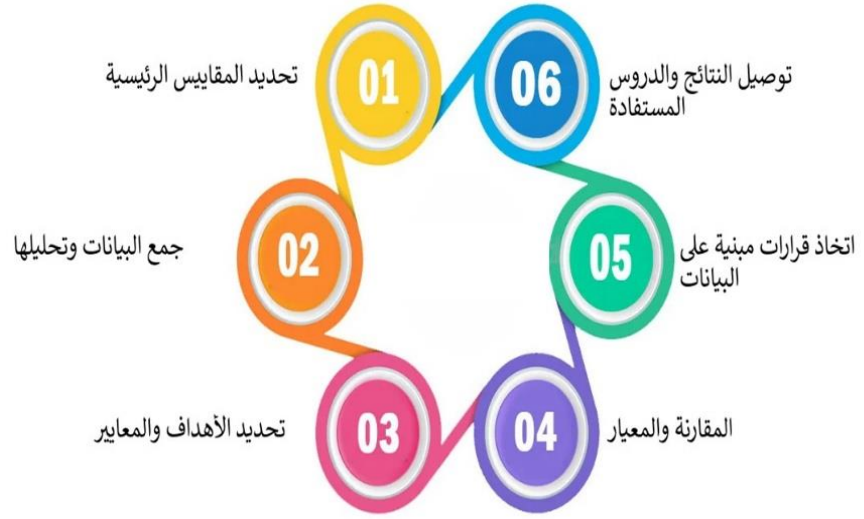 01
تحديد المقاييس الرئيسية
02
جمع البيانات وتحليلها
03
تحديد الأهداف والمعايير
04
المقارنة والمعيار
05
اتخاذ قرارات مبنية على
البيانات
06
توصيل النتائج والدروس
المستفادة